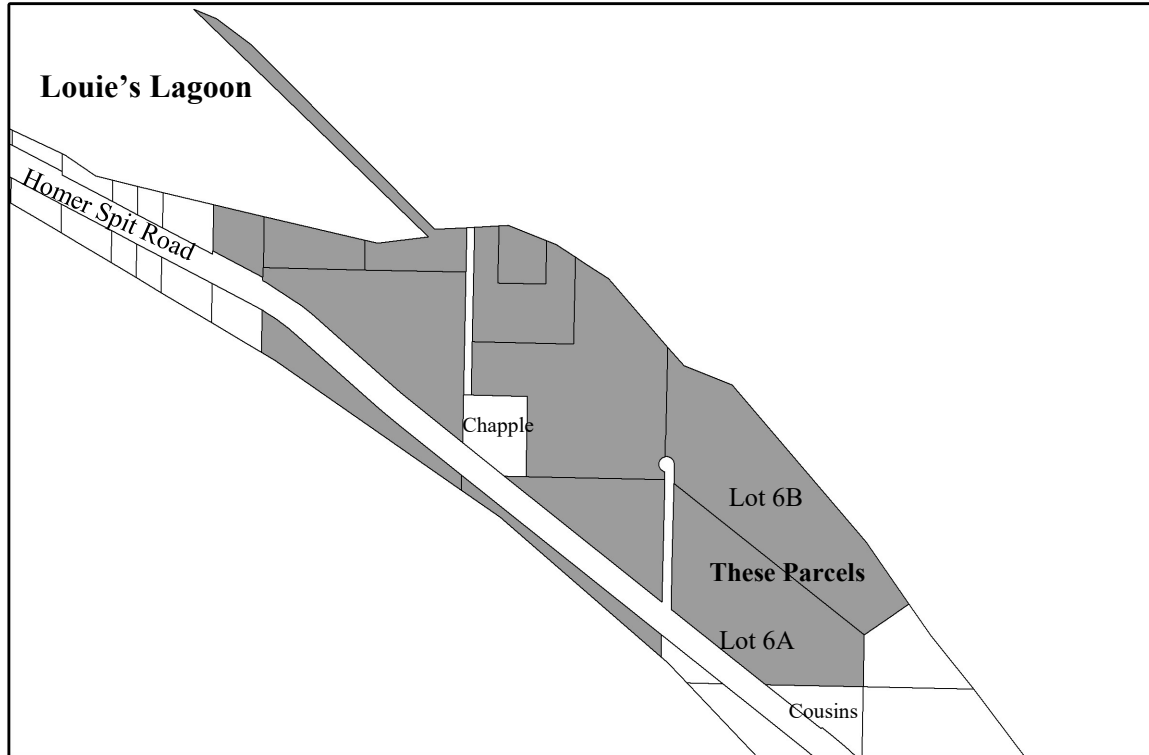 Louie’s Lagoon
Homer Spit Road
Chapple
Lot 6B
These Parcels
Lot 6A
Cousins